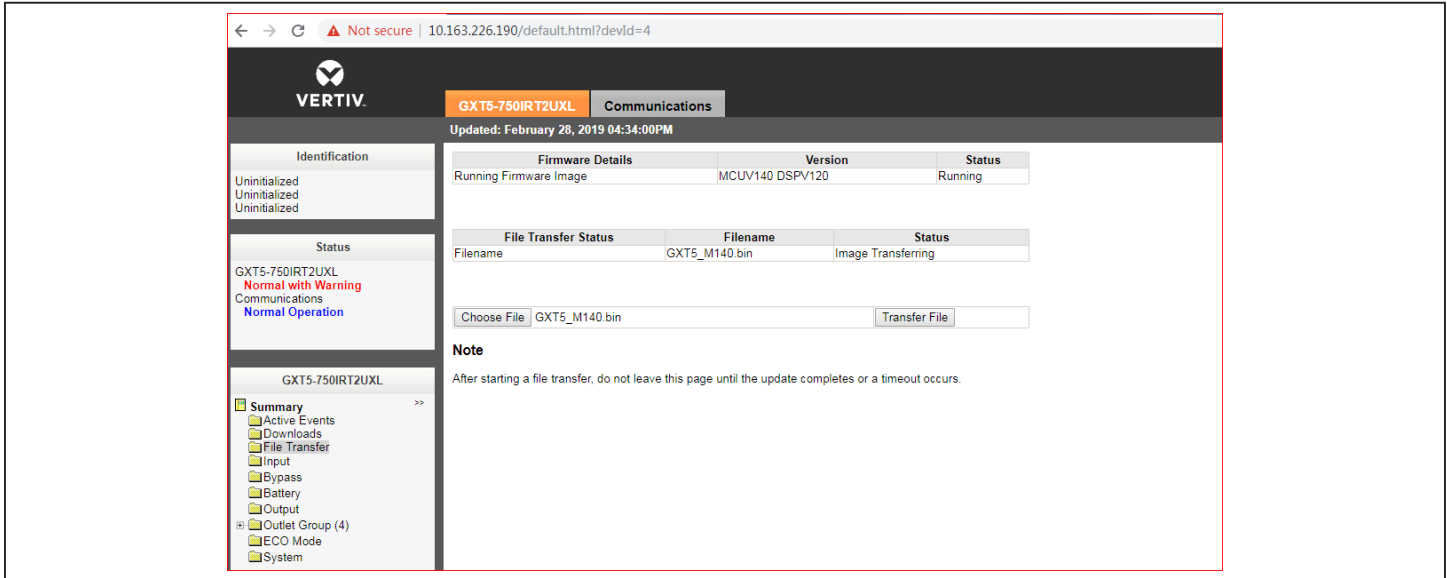 Not secure | 10.163.226.190/default.html?devId=4
VERTIV.
GXT5-750IRT2UXL Communications
Updated: February 28, 2019 04:34:00PM
Identification
Uninitialized
Uninitialized
Uninitialized
Status
GXT5-750IRT2UXL
Normal with Warning
Communications
Normal Operation
GXT5-750IRT2UXL
Summary >>
Active Events
Downloads
File Transfer
Input
Bypass
Battery
Output
Outlet Group (4)
ECO Mode
System
Firmware Details Version Status
Running Firmware Image MCUV140 DSPV120 Running
File Transfer Status Filename Status
Filename GXT5_M140.bin Image Transferring
Choose File GXT5_M140.bin Transfer File
Note
After starting a file transfer, do not leave this page until the update completes or a timeout occurs.